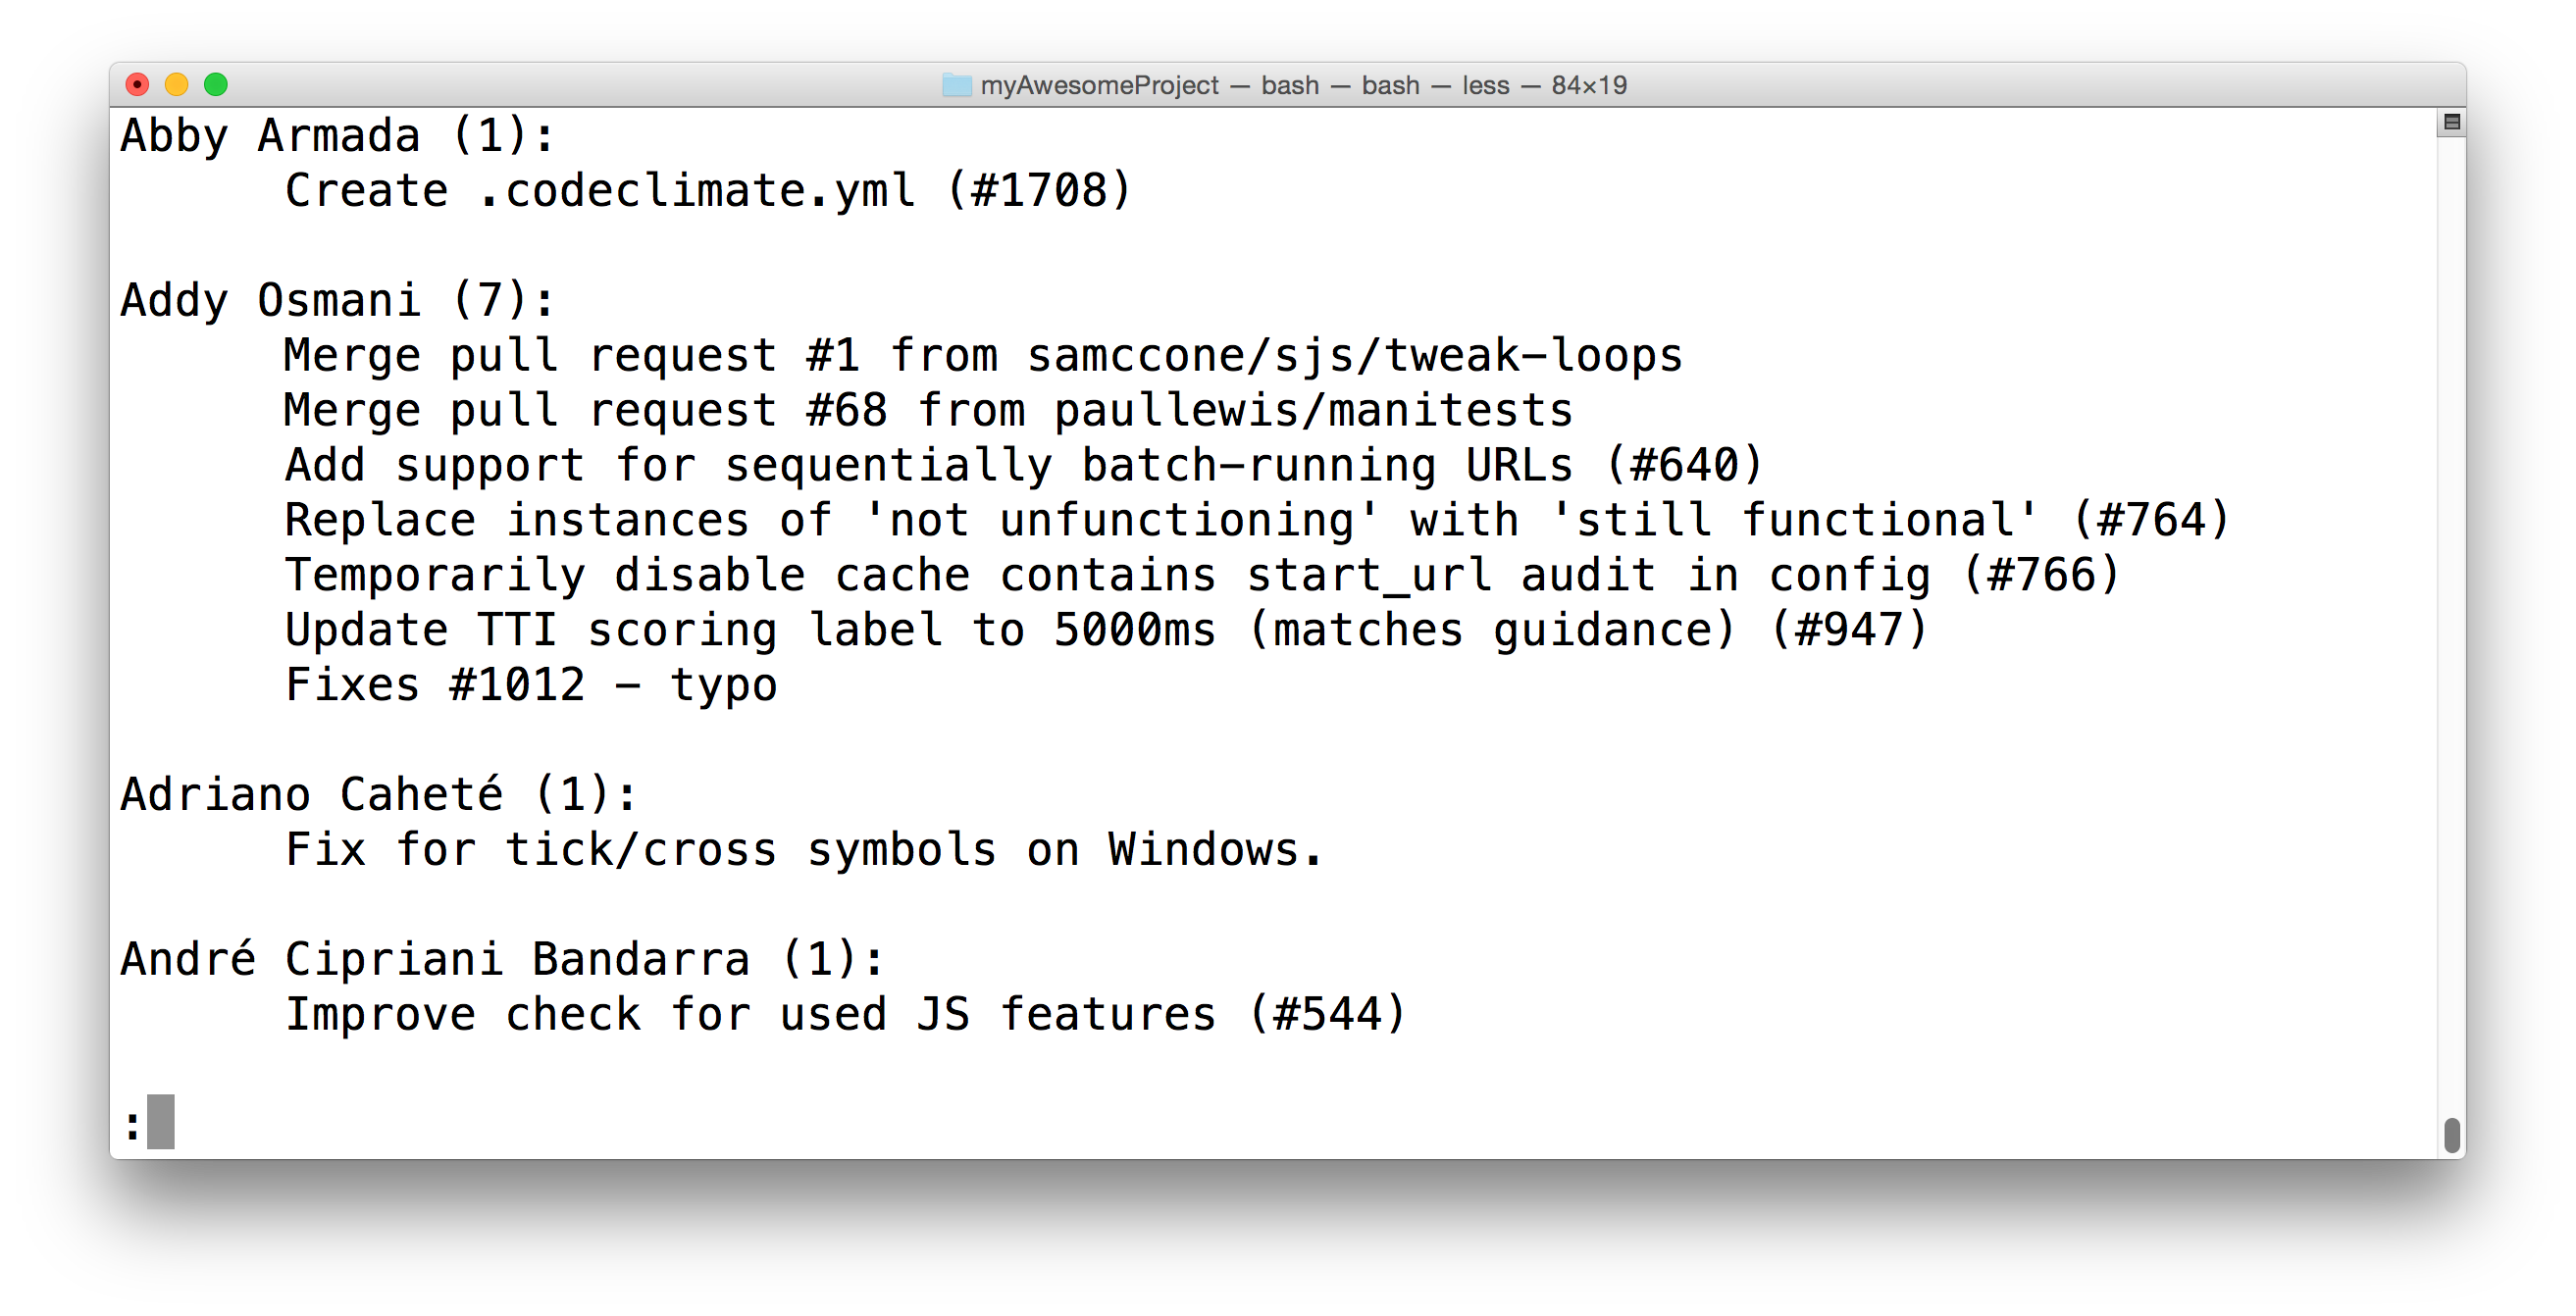 myAwesomeProject — bash — bash — less — 84×19
Abby Armada (1):
Create .codeclimate.yml (#1708)
Addy Osmani (7):
Merge pull request #1 from samccone/sjs/tweak-loops
Merge pull request #68 from paullewis/manitests
Add support for sequentially batch-running URLs (#640)
Replace instances of 'not unfunctioning' with 'still functional' (#764)
Temporarily disable cache contains start_url audit in config (#766)
Update TTI scoring label to 5000ms (matches guidance) (#947)
Fixes #1012 - typo
Adriano Caheté (1):
Fix for tick/cross symbols on Windows.
André Cipriani Bandarra (1):
Improve check for used JS features (#544)
: